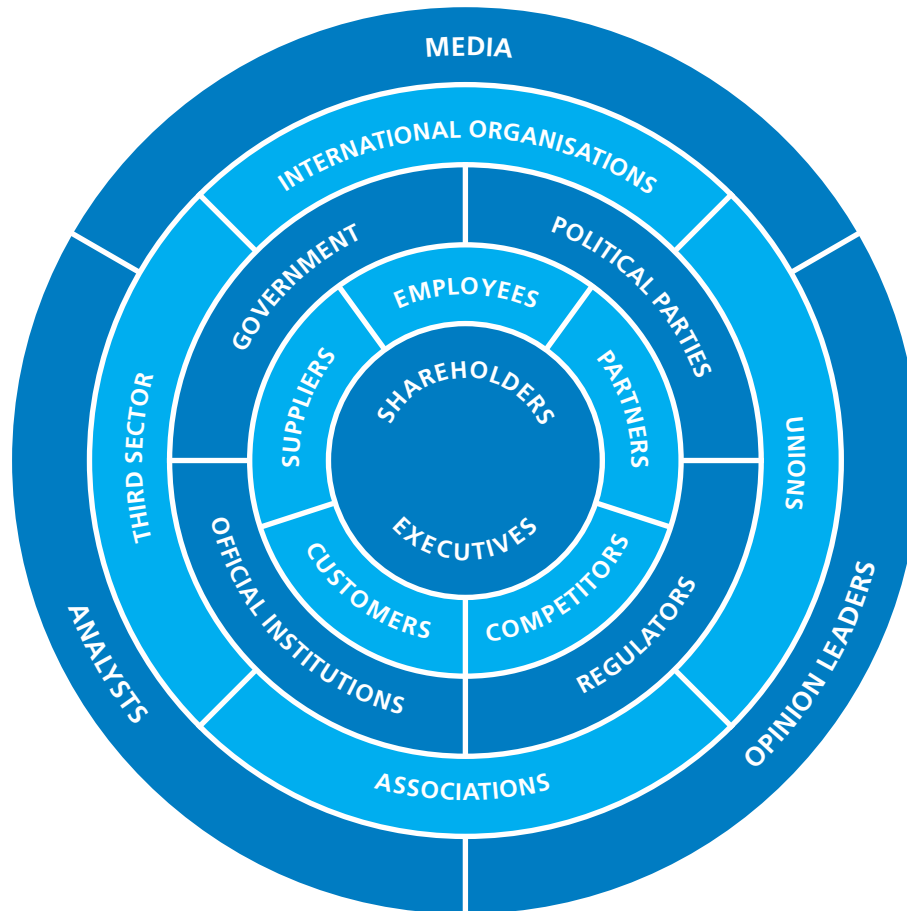 MEDIA
INTERNATIONAL ORGANISATIONS
GOVERNMENT
POLITICAL PARTIES
EMPLOYEES
SUPPLIERS
PARTNERS
SHAREHOLDERS
THIRD SECTOR
UNIONS
EXECUTIVES
OFFICIAL INSTITUTIONS
CUSTOMERS
COMPETITORS
REGULATORS
ANALYSTS
OPINION LEADERS
ASSOCIATIONS